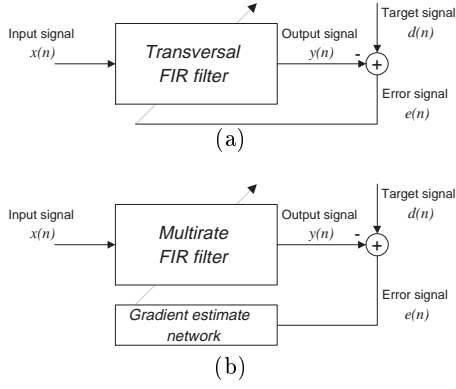 Input signal
x(n)
Transversal
FIR filter
Output signal
y(n)
-
+
Target signal
d(n)
Error signal
e(n)
(a)
Input signal
x(n)
Multirate
FIR filter
Output signal
y(n)
-
+
Target signal
d(n)
Gradient estimate
network
Error signal
e(n)
(b)